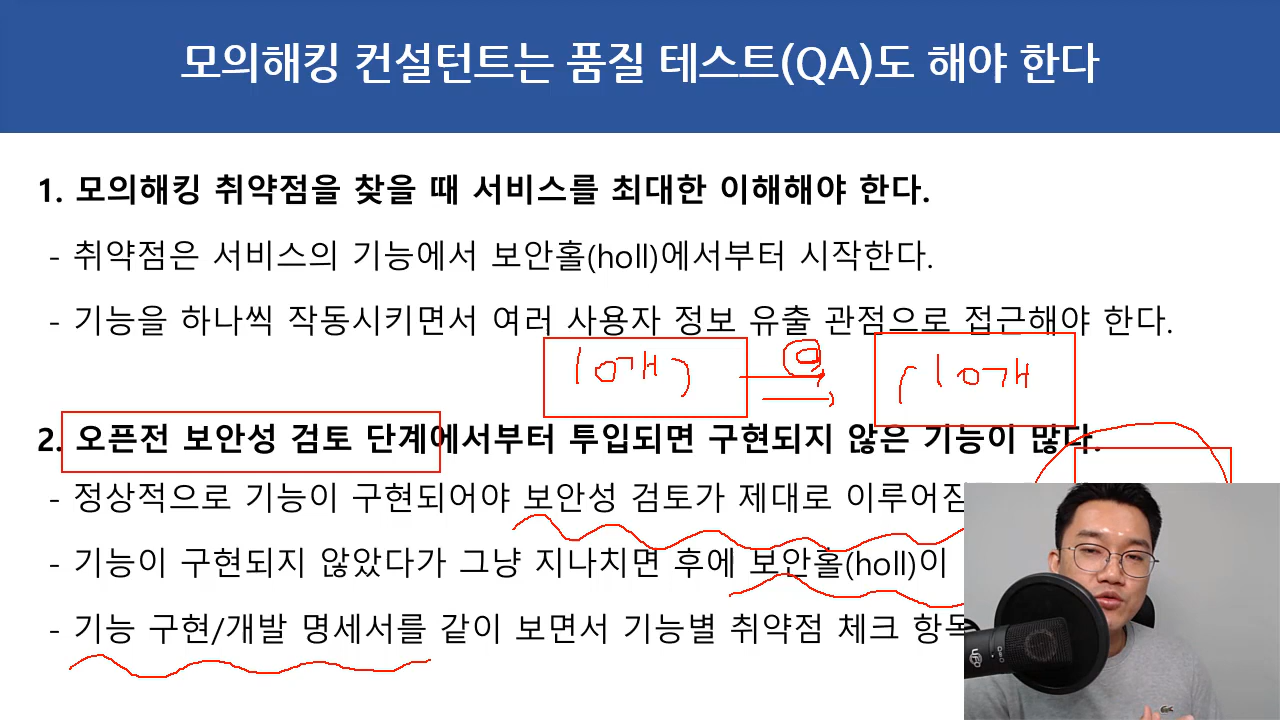 모의해킹 컨설턴트는 품질 테스트(QA)도 해야 한다
1. 모의해킹 취약점을 찾을 때 서비스를 최대한 이해해야 한다.
- 취약점은 서비스의 기능에서 보안홀(holl)에서부터 시작한다.
- 기능을 하나씩 작동시키면서 여러 사용자 정보 유출 관점으로 접근해야 한다.
10개
10개
2. 오픈전 보안성 검토 단계에서부터 투입되면 구현되지 않은 기능이 많다.
- 정상적으로 기능이 구현되어야 보안성 검토가 제대로 이루어짐
- 기능이 구현되지 않았다가 그냥 지나치면 후에 보안홀(holl)이
- 기능 구현/개발 명세서를 같이 보면서 기능별 취약점 체크